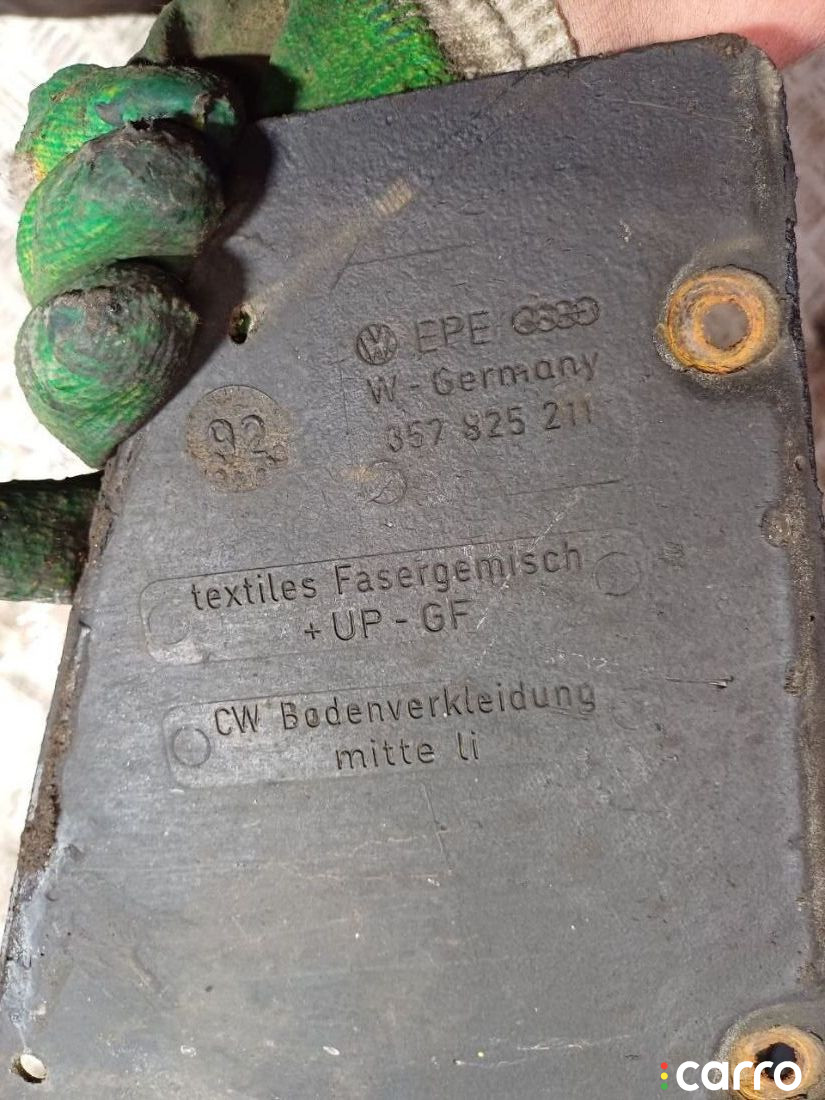 EPE
W-Germany
357 825 211
92
textiles Fasergemisch
+UP-GF
CW Bodenverkleidung
mitte li
carro